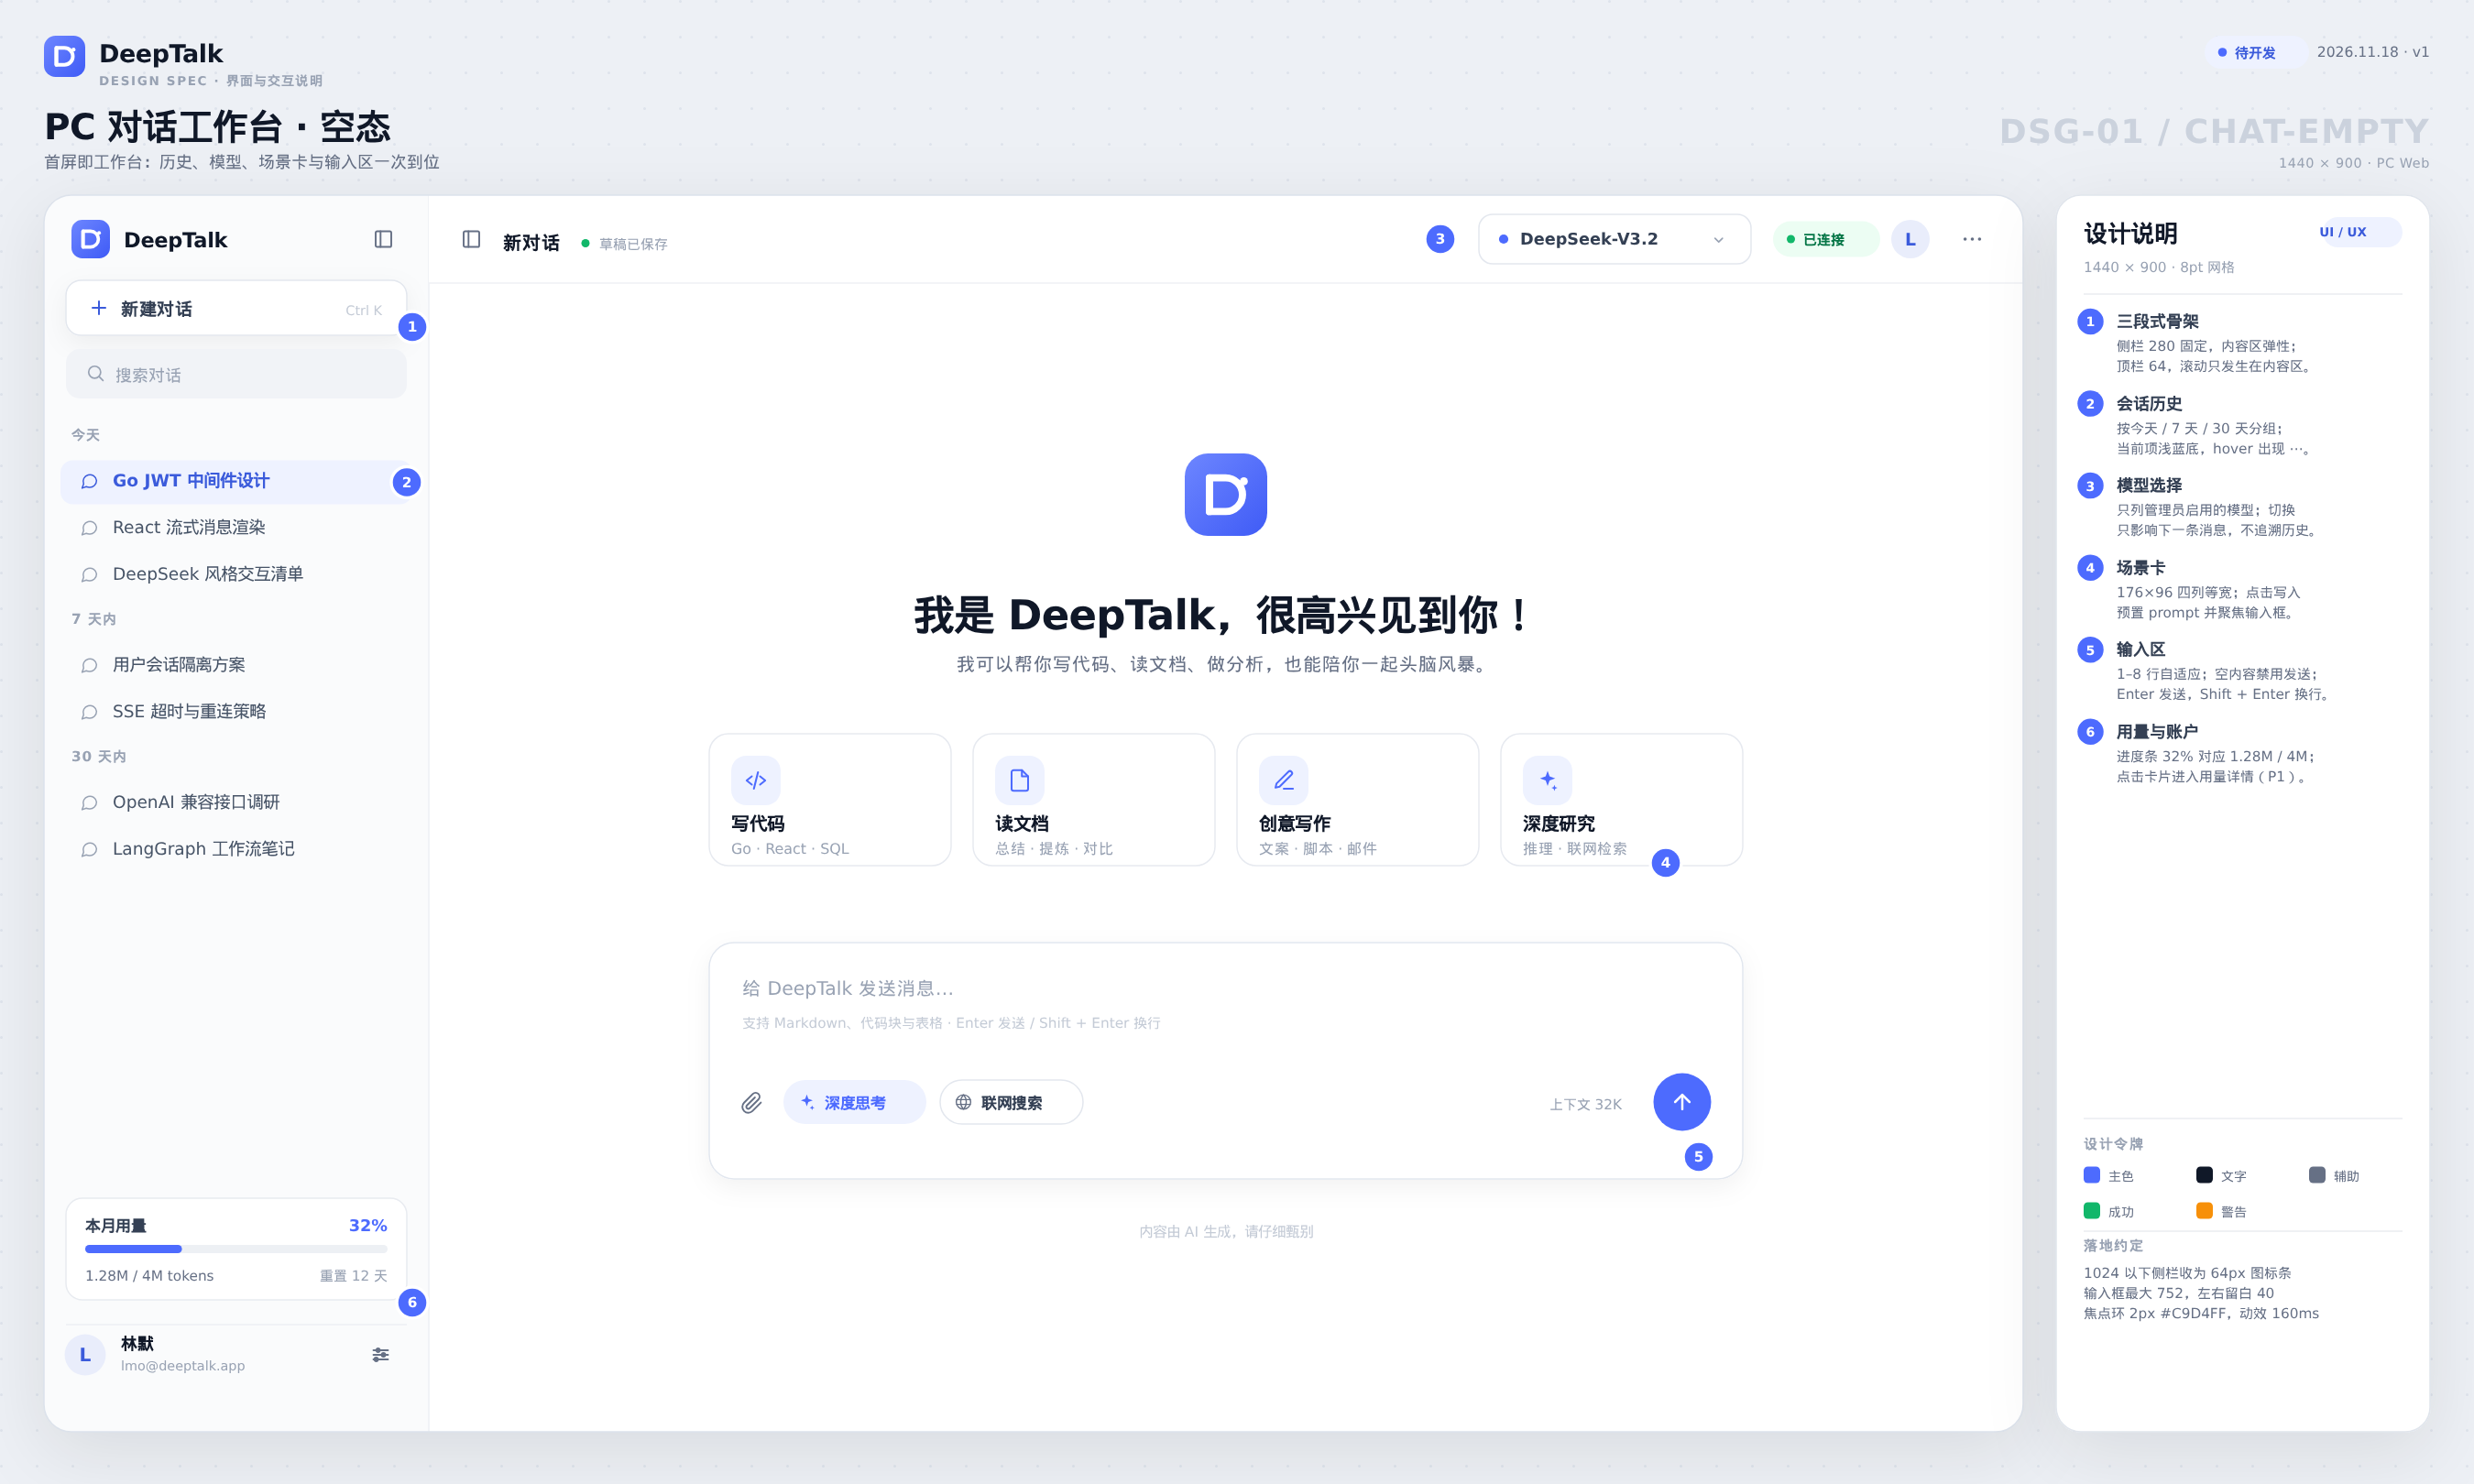 DeepTalk
DESIGN SPEC · 界面与交互说明
待开发
2026.11.18 · v1
PC 对话工作台 · 空态
首屏即工作台：历史、模型、场景卡与输入区一次到位
DSG-01 / CHAT-EMPTY
1440 × 900 · PC Web
DeepTalk
新建对话
Ctrl K
1
搜索对话
今天
Go JWT 中间件设计
2
React 流式消息渲染
DeepSeek 风格交互清单
7 天内
用户会话隔离方案
SSE 超时与重连策略
30 天内
OpenAI 兼容接口调研
LangGraph 工作流笔记
本月用量
32%
1.28M / 4M tokens
重置 12 天
6
L
林默
lmo@deeptalk.app
新对话
草稿已保存
3
DeepSeek-V3.2
已连接
L
我是 DeepTalk，很高兴见到你！
我可以帮你写代码、读文档、做分析，也能陪你一起头脑风暴。
写代码
Go · React · SQL
读文档
总结 · 提炼 · 对比
创意写作
文案 · 脚本 · 邮件
深度研究
推理 · 联网检索
4
给 DeepTalk 发送消息...
支持 Markdown、代码块与表格 · Enter 发送 / Shift + Enter 换行
深度思考
联网搜索
上下文 32K
5
内容由 AI 生成，请仔细甄别
设计说明
UI / UX
1440 × 900 · 8pt 网格
1
三段式骨架
侧栏 280 固定，内容区弹性；
顶栏 64，滚动只发生在内容区。
2
会话历史
按今天 / 7 天 / 30 天分组；
当前项浅蓝底，hover 出现 ···。
3
模型选择
只列管理员启用的模型；切换
只影响下一条消息，不追溯历史。
4
场景卡
176×96 四列等宽；点击写入
预置 prompt 并聚焦输入框。
5
输入区
1–8 行自适应；空内容禁用发送；
Enter 发送，Shift + Enter 换行。
6
用量与账户
进度条 32% 对应 1.28M / 4M；
点击卡片进入用量详情（P1）。
设计令牌
主色
文字
辅助
成功
警告
落地约定
1024 以下侧栏收为 64px 图标条
输入框最大 752，左右留白 40
焦点环 2px #C9D4FF，动效 160ms